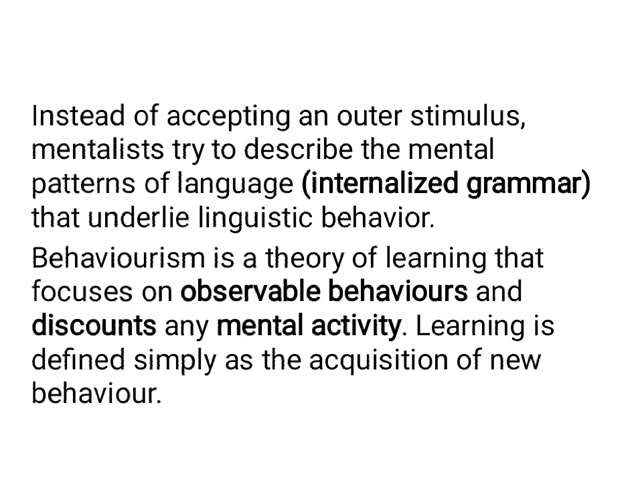 Instead of accepting an outer stimulus,
mentalists try to describe the mental
patterns of language (internalized grammar)
that underlie linguistic behavior.
Behaviourism is a theory of learning that
focuses on observable behaviours and
discounts any mental activity. Learning is
defined simply as the acquisition of new
behaviour.